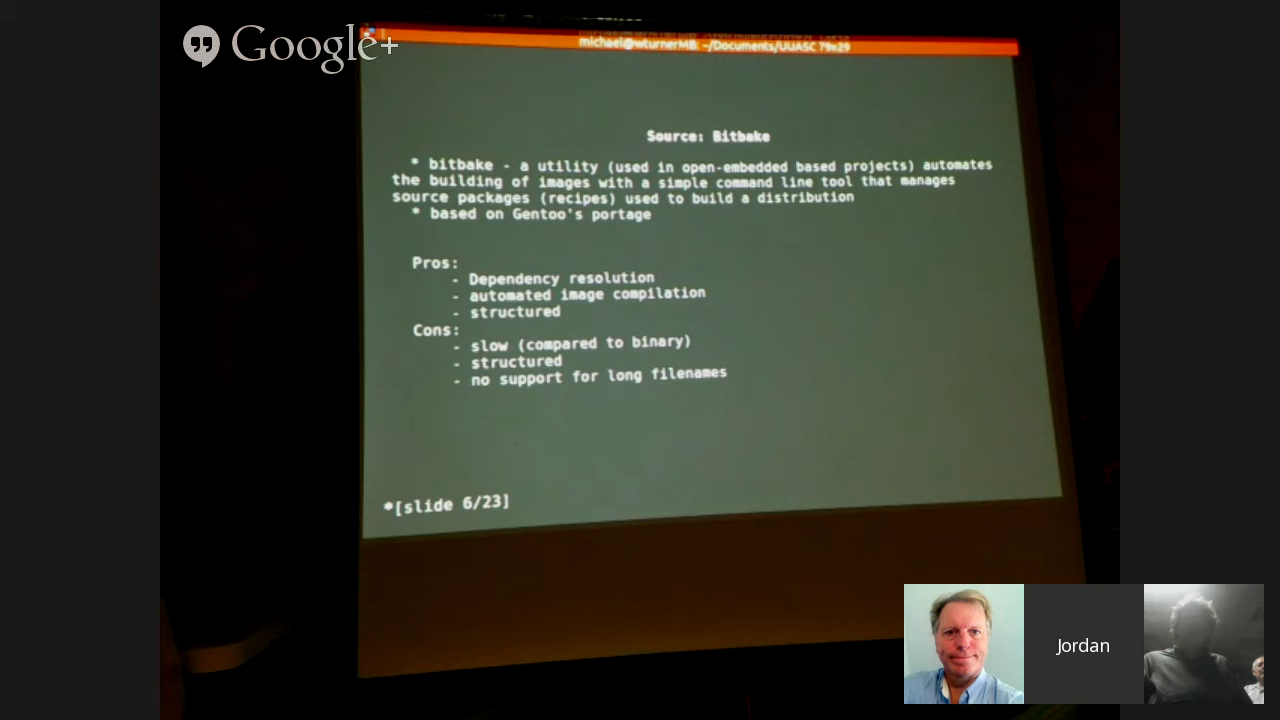 Google+
michael@wturnerMB: ~/Documents/UUASC 79x29
Source: Bitbake
* bitbake - a utility (used in open-embedded based projects) automates
the building of images with a simple command line tool that manages
source packages (recipes) used to build a distribution
* based on Gentoo's portage
Pros:
- Dependency resolution
- automated image compilation
- structured
Cons:
- slow (compared to binary)
- structured
- no support for long filenames
*[slide 6/23]
Jordan